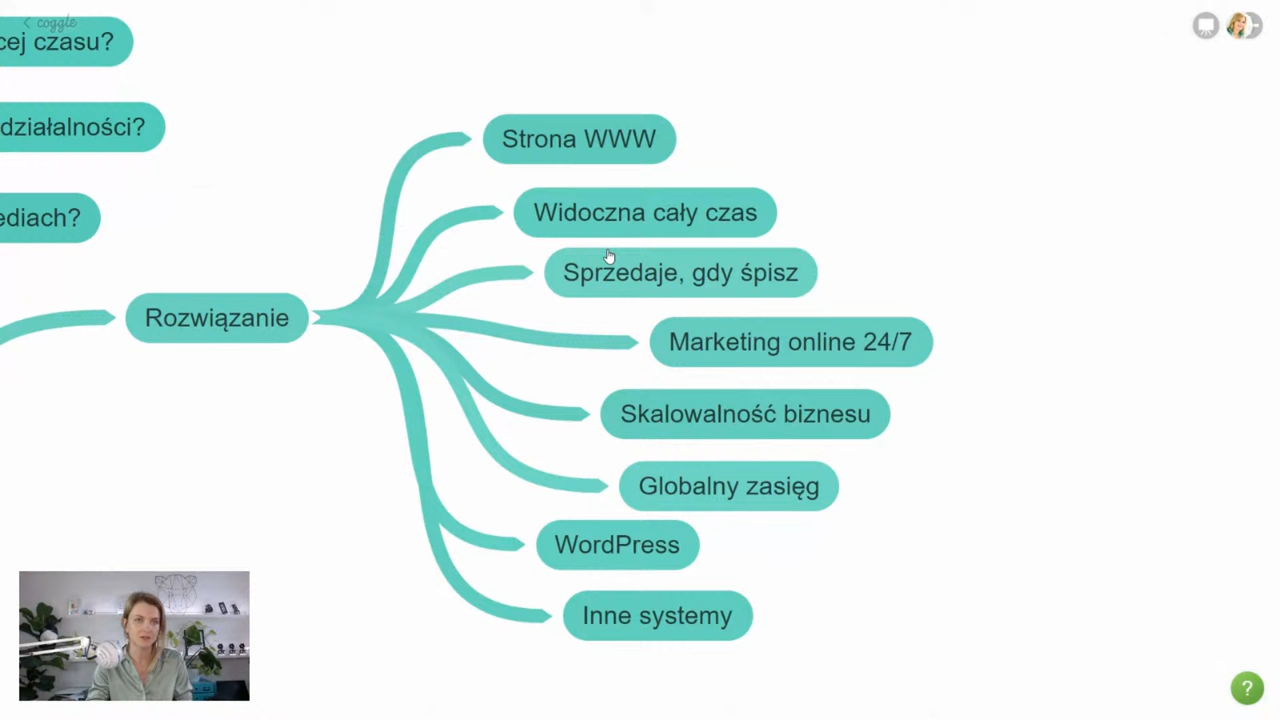 coggle
cej czasu?
działalności?
ediach?
Rozwiązanie
Strona WWW
Widoczna cały czas
Sprzedaje, gdy śpisz
Marketing online 24/7
Skalowalność biznesu
Globalny zasięg
WordPress
Inne systemy
?